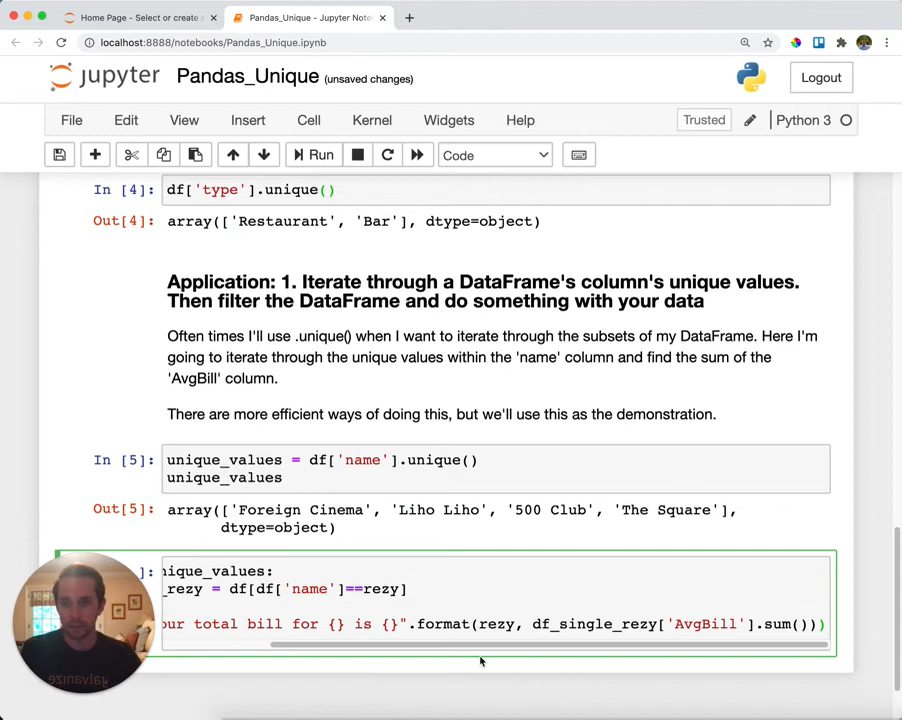 Home Page - Select or create a
Pandas_Unique - Jupyter Note
localhost:8888/notebooks/Pandas_Unique.ipynb
jupyter Pandas_Unique (unsaved changes) Logout
File Edit View Insert Cell Kernel Widgets Help Trusted Python 3
Run Code
In [4]: df['type'].unique()
Out[4]: array(['Restaurant', 'Bar'], dtype=object)
Application: 1. Iterate through a DataFrame's column's unique values.
Then filter the DataFrame and do something with your data
Often times I'll use .unique() when I want to iterate through the subsets of my DataFrame. Here I'm
going to iterate through the unique values within the 'name' column and find the sum of the
'AvgBill' column.
There are more efficient ways of doing this, but we'll use this as the demonstration.
In [5]: unique_values = df['name'].unique()
unique_values
Out[5]: array(['Foreign Cinema', 'Liho Liho', '500 Club', 'The Square'],
dtype=object)
]: nique_values:
_rezy = df[df['name']==rezy]
our total bill for {} is {}".format(rezy, df_single_rezy['AvgBill'].sum()))
galvanize